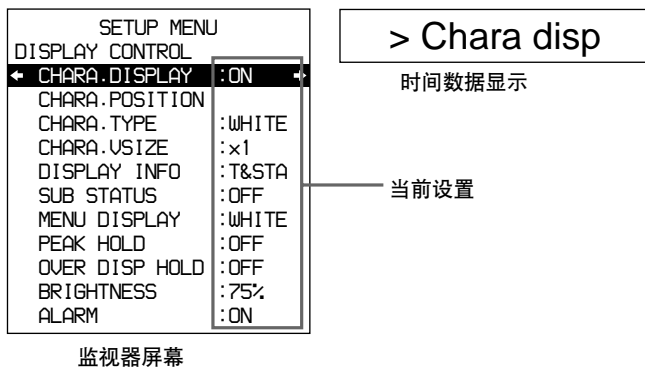 SETUP MENU
DISPLAY CONTROL
CHARA.DISPLAY :ON
CHARA.POSITION
CHARA.TYPE :WHITE
CHARA.VSIZE :x1
DISPLAY INFO :T&STA
SUB STATUS :OFF
MENU DISPLAY :WHITE
PEAK HOLD :OFF
OVER DISP HOLD :OFF
BRIGHTNESS :75%
ALARM :ON
监视器屏幕
> Chara disp
时间数据显示
当前设置